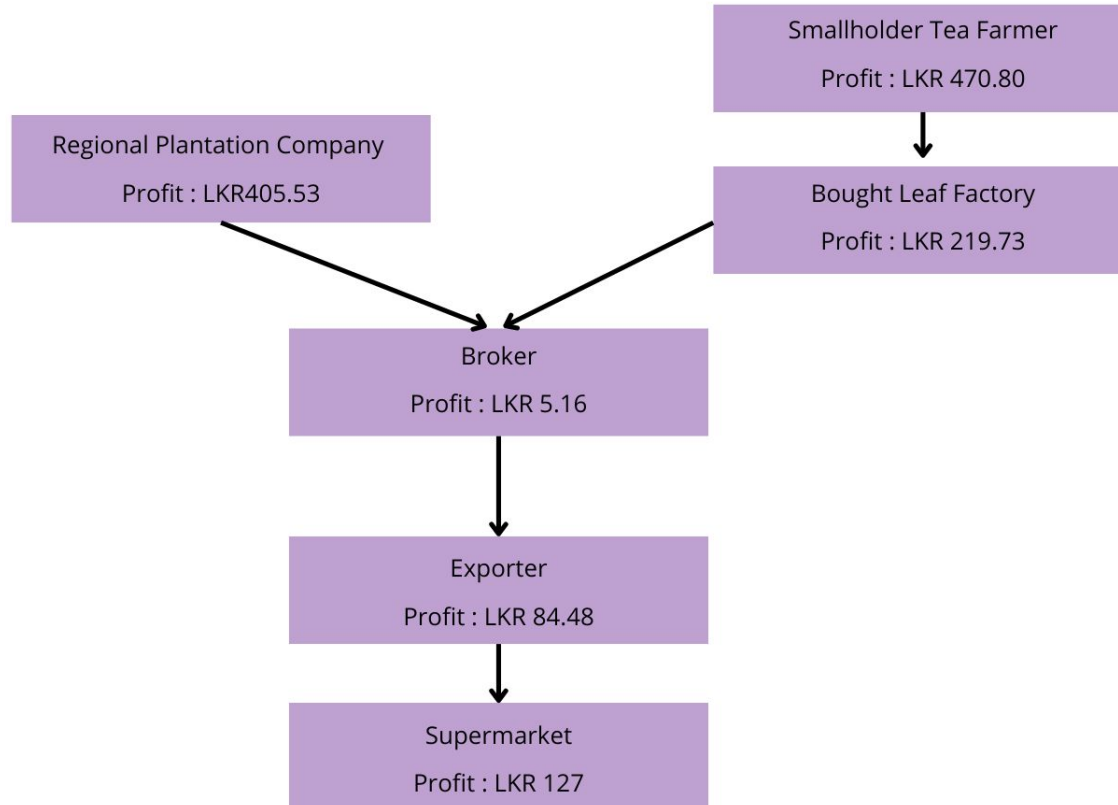 Smallholder Tea Farmer
Profit : LKR 470.80
Regional Plantation Company
Profit : LKR405.53
Bought Leaf Factory
Profit : LKR 219.73
Broker
Profit : LKR 5.16
Exporter
Profit : LKR 84.48
Supermarket
Profit : LKR 127